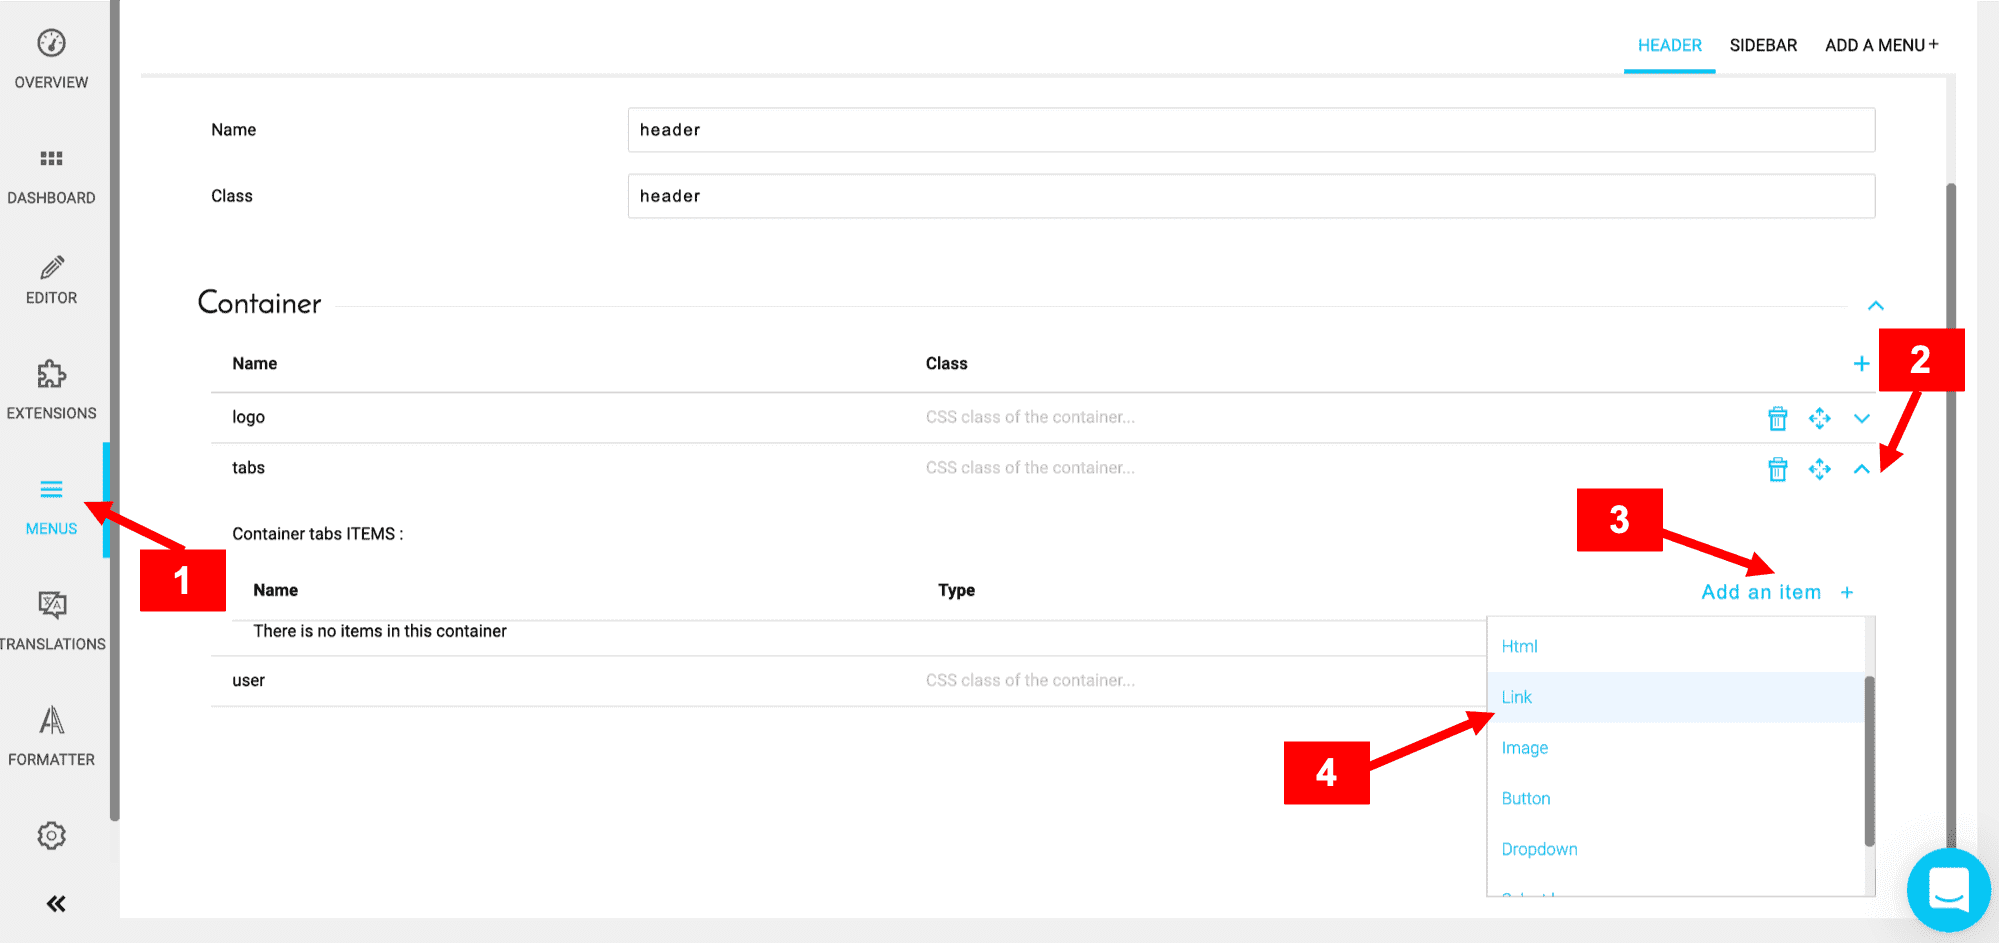 OVERVIEW
DASHBOARD
EDITOR
EXTENSIONS
MENUS
TRANSLATIONS
FORMATTER
HEADER SIDEBAR ADD A MENU+
Name header
Class header
Container
Name Class +
2
logo CSS class of the container...
tabs CSS class of the container...
3
Container tabs ITEMS :
1
Name Type Add an item +
There is no items in this container
Html
user CSS class of the container...
Link
Image
4
Button
Dropdown